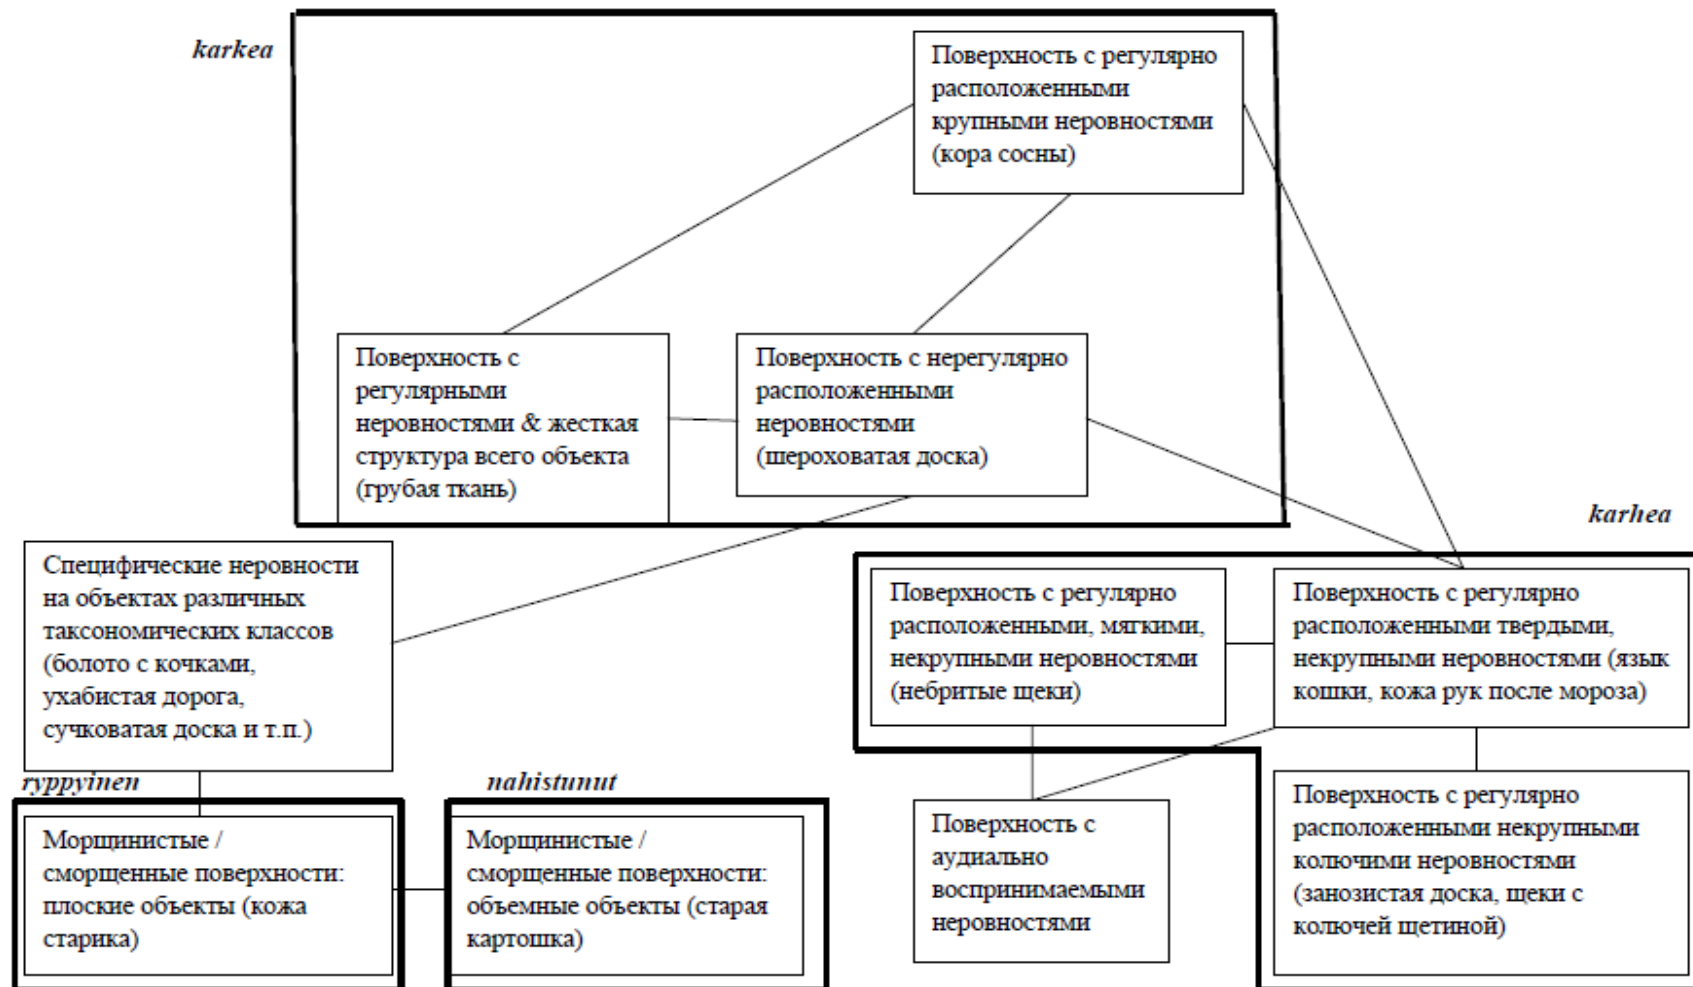 karkea
Поверхность с регулярно
расположенными
крупными неровностями
(кора сосны)
Поверхность с
регулярными
неровностями & жесткая
структура всего объекта
(грубая ткань)
Поверхность с нерегулярно
расположенными
неровностями
(шероховатая доска)
karhea
Специфические неровности
на объектах различных
таксономических классов
(болото с кочками,
ухабистая дорога,
сучковатая доска и т.п.)
Поверхность с регулярно
расположенными, мягкими,
некрупными неровностями
(небритые щеки)
Поверхность с регулярно
расположенными твердыми,
некрупными неровностями (язык
кошки, кожа рук после мороза)
ryppyinen
Морщинистые /
сморщенные поверхности:
плоские объекты (кожа
старика)
nahistunut
Морщинистые /
сморщенные поверхности:
объемные объекты (старая
картошка)
Поверхность с
аудиально
воспринимаемыми
неровностями
Поверхность с регулярно
расположенными некрупными
колючими неровностями
(занозистая доска, щеки с
колючей щетиной)